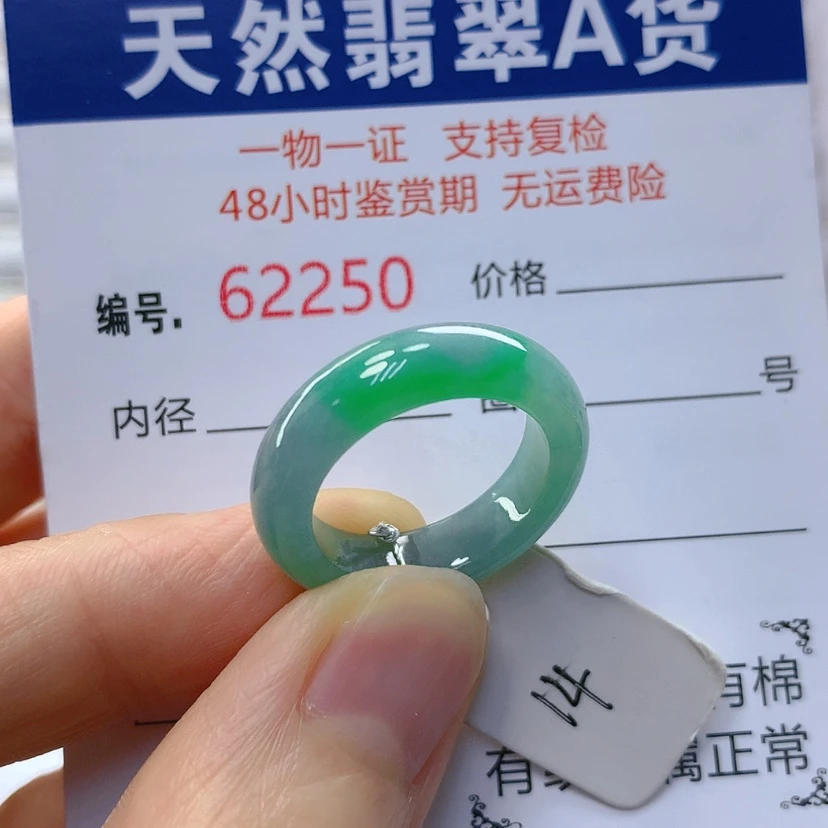 天然翡翠A货
一物一证 支持复检
48小时鉴赏期 无运费险
编号. 62250 价格
内径 号
14
有棉
有 属正常